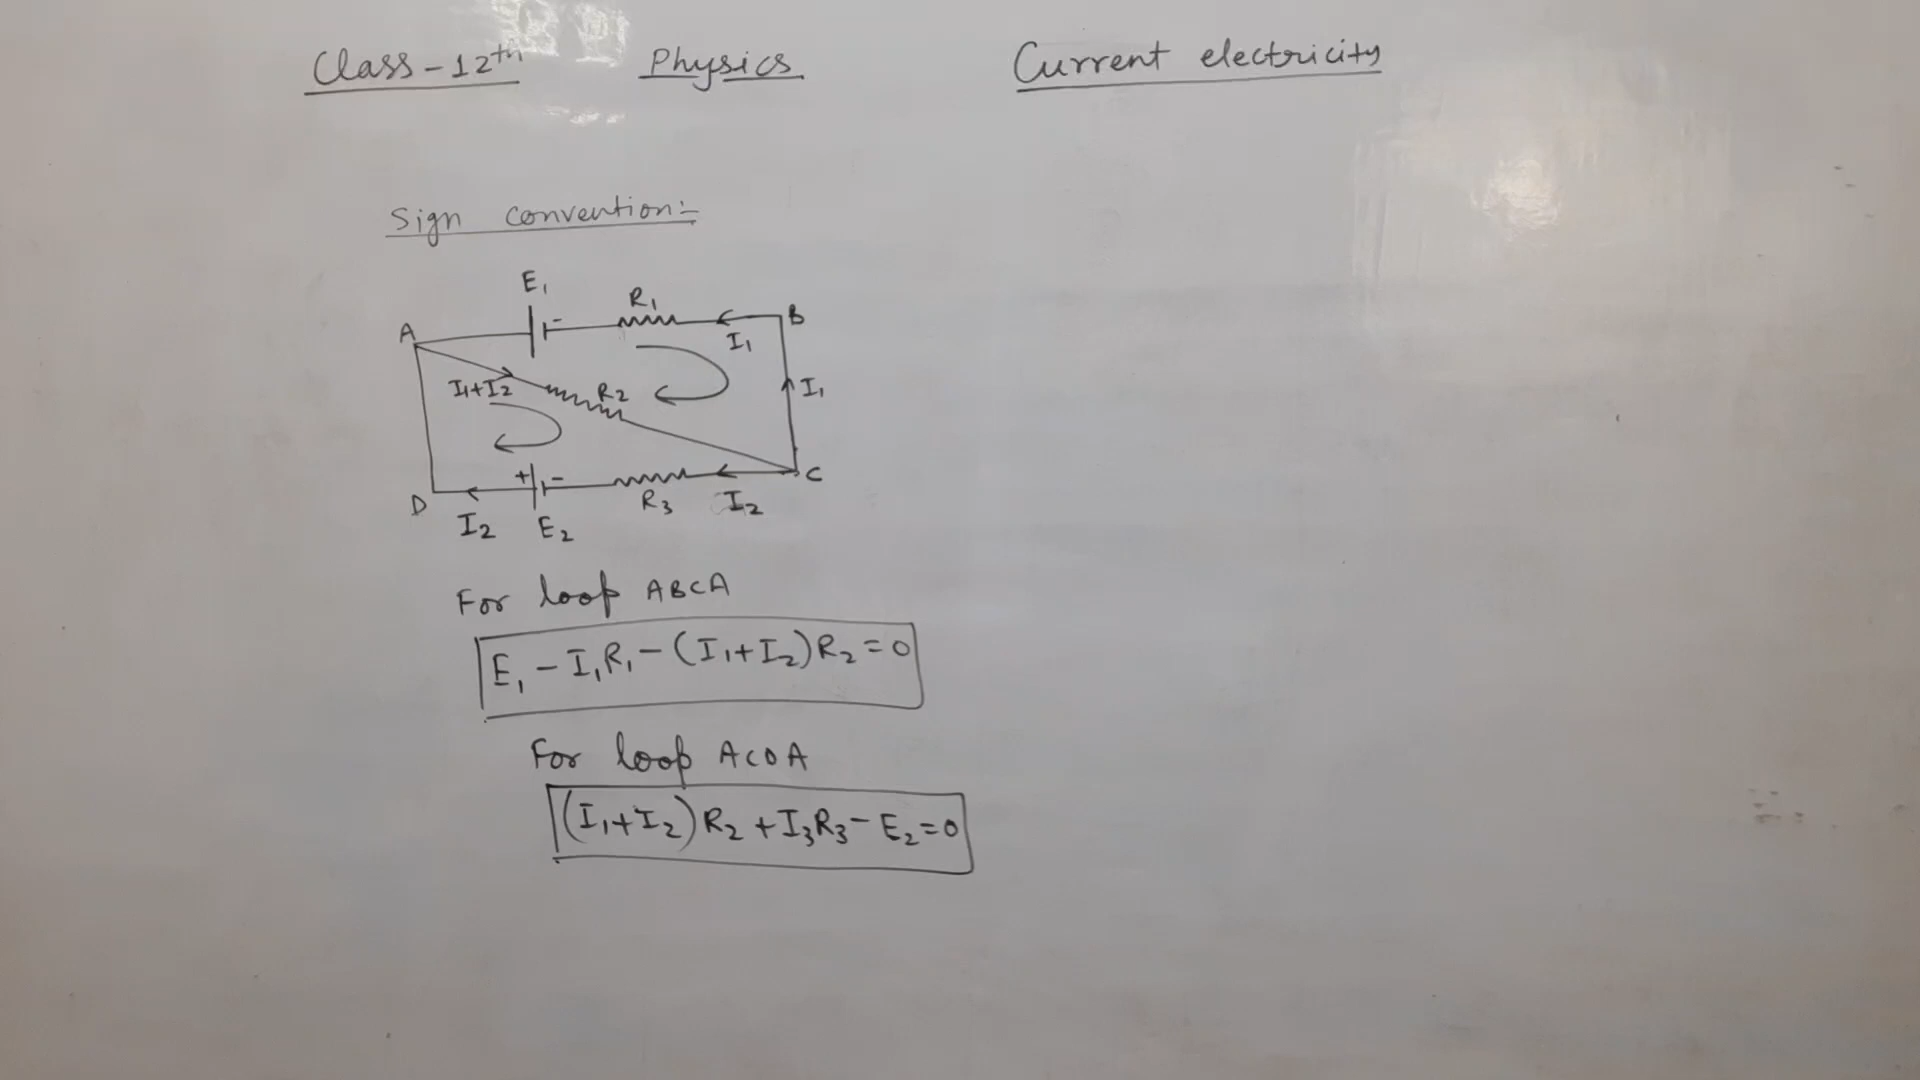 Class-12th Physics Current electricity
Sign convention:-
E₁
R₁
A
- B
I₁
I₁+I₂ R₂ I₁
+ - C
D R₃ I₂
I₂ E₂
For loop ABCA
E₁ - I₁R₁ - (I₁+I₂)R₂ = 0
For loop ACDA
(I₁+I₂)R₂ + I₃R₃ - E₂ = 0